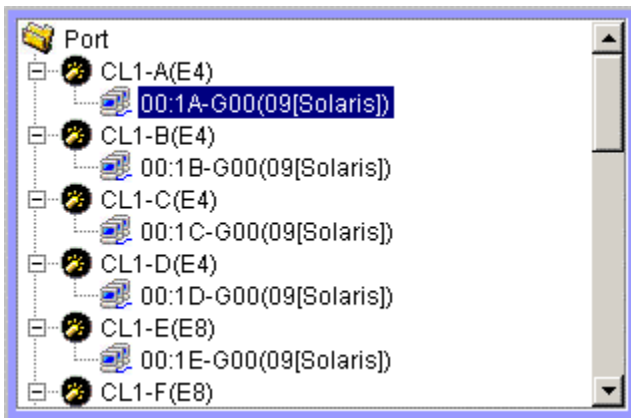 Port
CL1-A(E4)
00:1A-G00(09[Solaris])
CL1-B(E4)
00:1B-G00(09[Solaris])
CL1-C(E4)
00:1C-G00(09[Solaris])
CL1-D(E4)
00:1D-G00(09[Solaris])
CL1-E(E8)
00:1E-G00(09[Solaris])
CL1-F(E8)